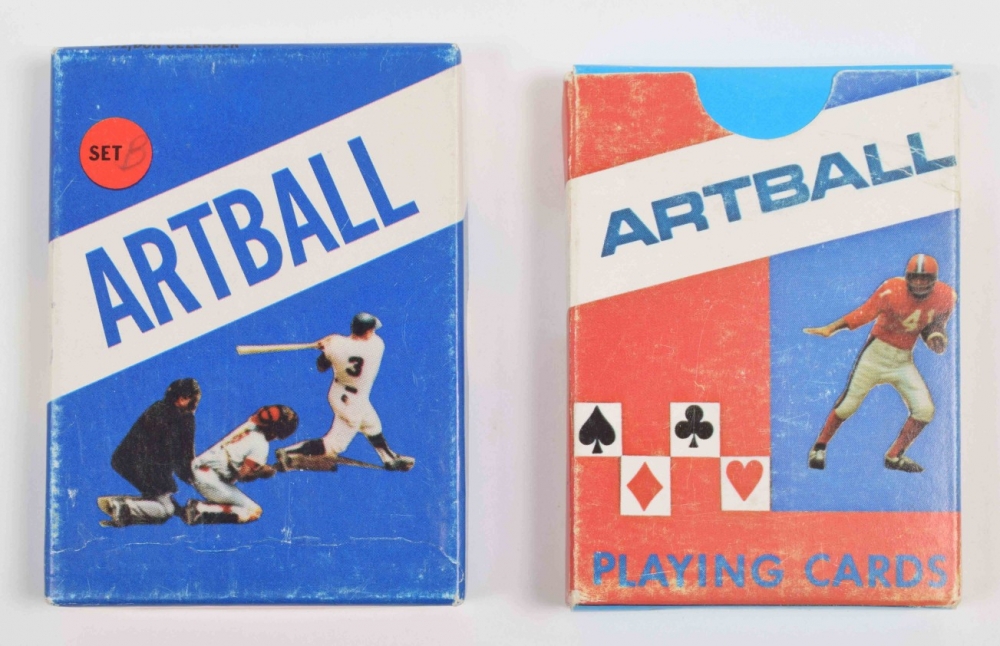 SET B
ARTBALL
3
ARTBALL
41
PLAYING CARDS